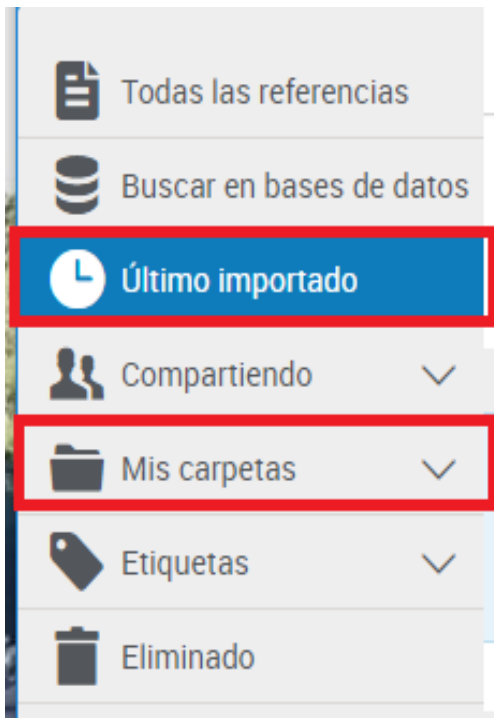 Todas las referencias
Buscar en bases de datos
Último importado
Compartiendo
Mis carpetas
Etiquetas
Eliminado